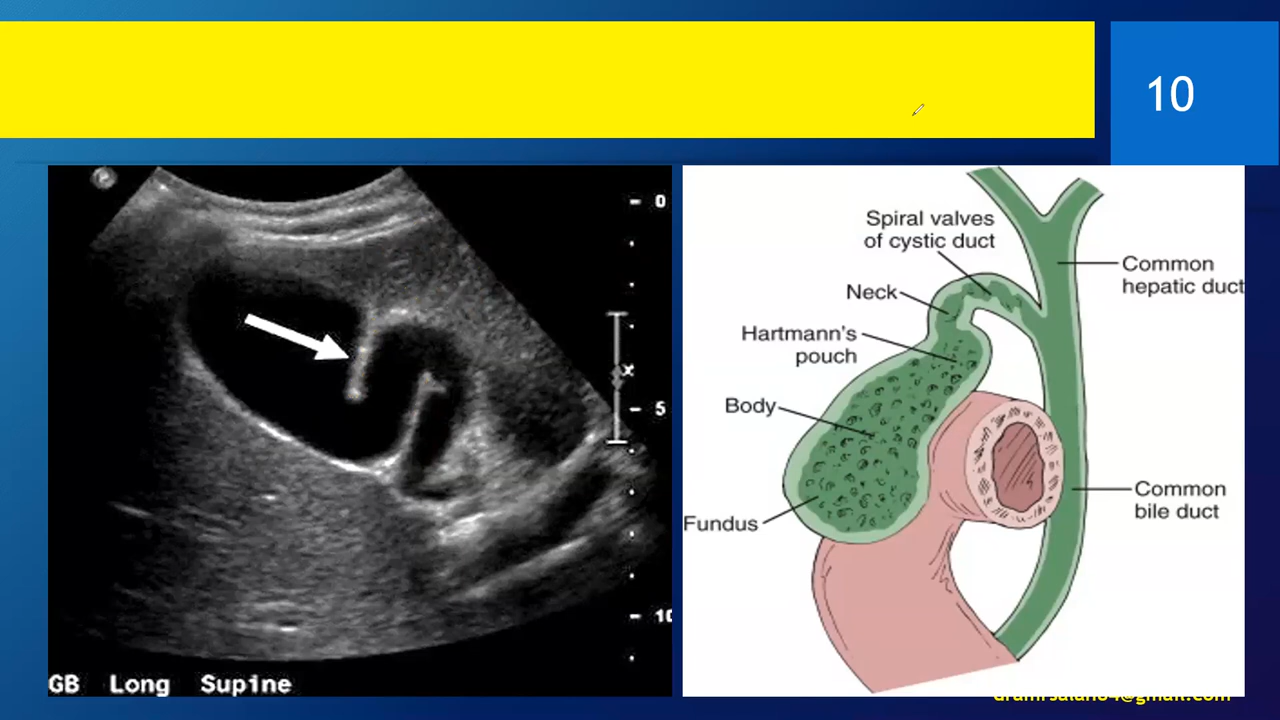 10
0
5
10
GB Long Supine
Spiral valves
of cystic duct
Common
hepatic duct
Neck
Hartmann's
pouch
Body
Common
bile duct
Fundus